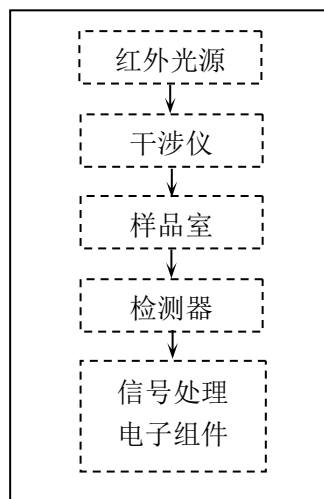 红外光源
干涉仪
样品室
检测器
信号处理
电子组件